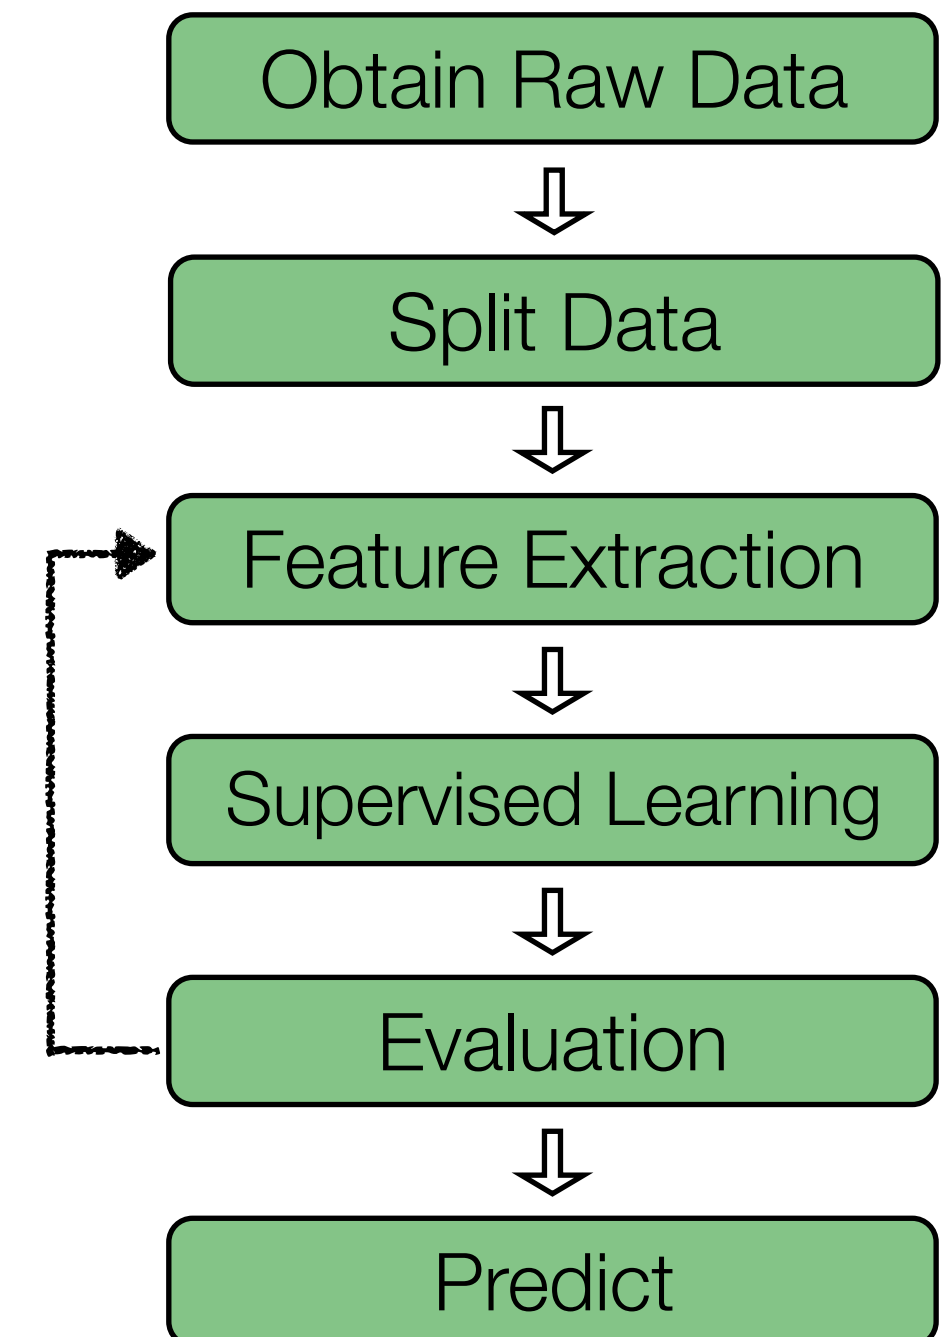 Obtain Raw Data
Split Data
Feature Extraction
Supervised Learning
Evaluation
Predict